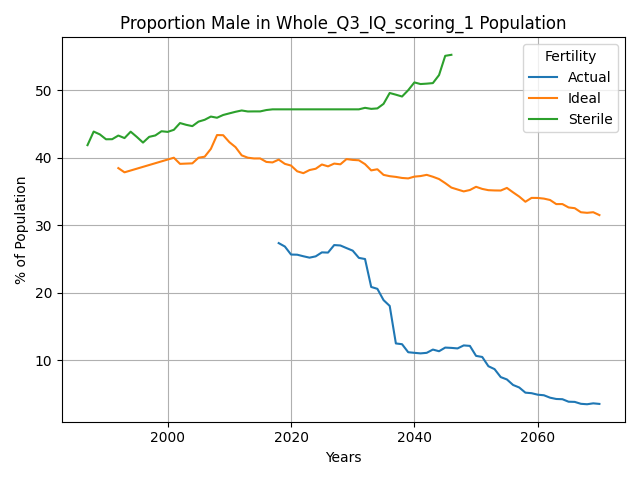 Proportion Male in Whole_Q3_IQ_scoring_1 Population
Fertility
Actual
Ideal
Sterile
% of Population
50
40
30
20
10
2000
2020
2040
2060
Years